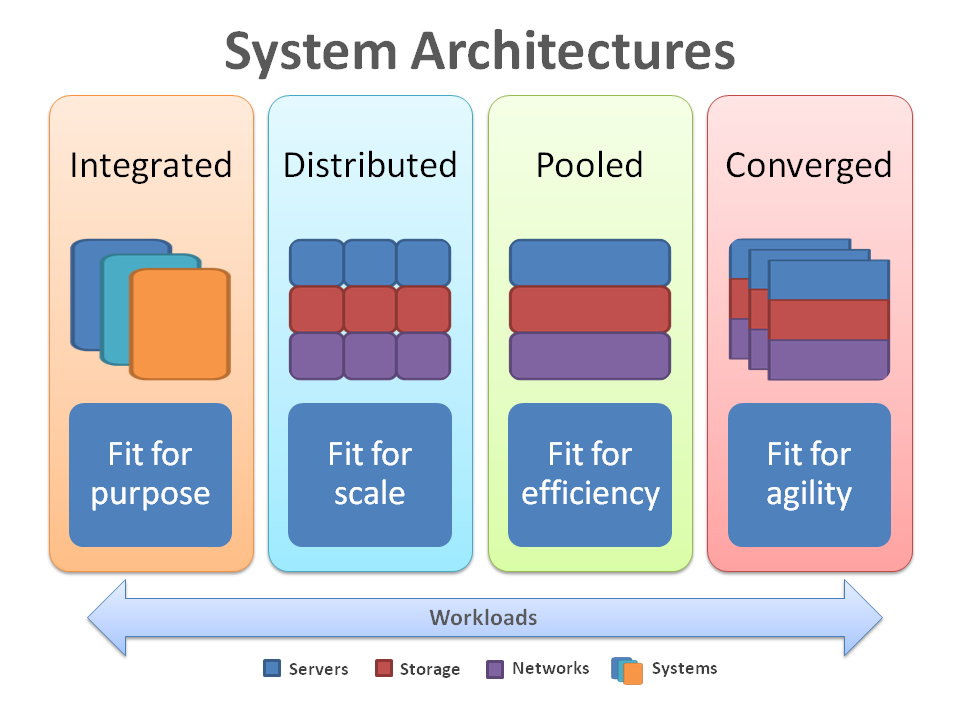 System Architectures
Integrated
Distributed
Pooled
Converged
Fit for
purpose
Fit for
scale
Fit for
efficiency
Fit for
agility
Workloads
Servers
Storage
Networks
Systems